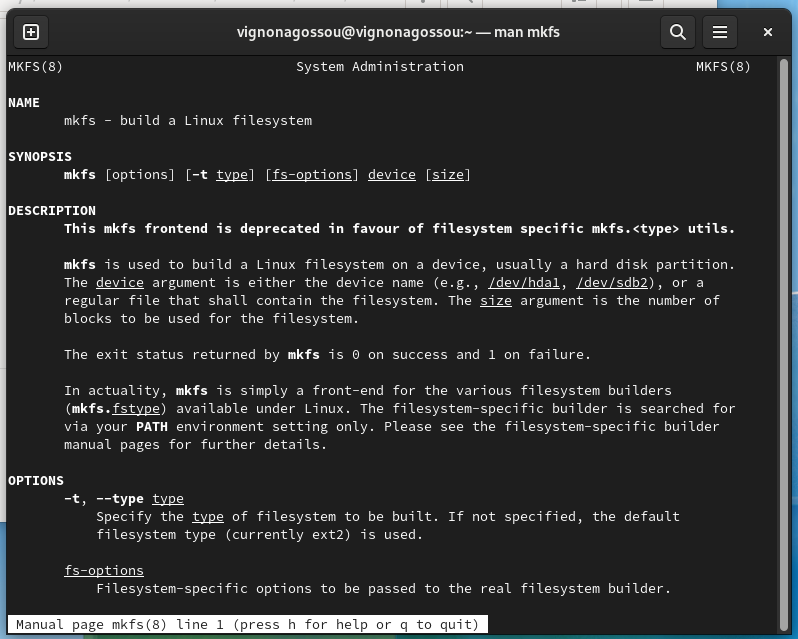 vignonagossou@vignonagossou:~ — man mkfs
MKFS(8) System Administration MKFS(8)
NAME
mkfs - build a Linux filesystem
SYNOPSIS
mkfs [options] [-t type] [fs-options] device [size]
DESCRIPTION
This mkfs frontend is deprecated in favour of filesystem specific mkfs.<type> utils.
mkfs is used to build a Linux filesystem on a device, usually a hard disk partition.
The device argument is either the device name (e.g., /dev/hda1, /dev/sdb2), or a
regular file that shall contain the filesystem. The size argument is the number of
blocks to be used for the filesystem.
The exit status returned by mkfs is 0 on success and 1 on failure.
In actuality, mkfs is simply a front-end for the various filesystem builders
(mkfs.fstype) available under Linux. The filesystem-specific builder is searched for
via your PATH environment setting only. Please see the filesystem-specific builder
manual pages for further details.
OPTIONS
-t, --type type
Specify the type of filesystem to be built. If not specified, the default
filesystem type (currently ext2) is used.
fs-options
Filesystem-specific options to be passed to the real filesystem builder.
Manual page mkfs(8) line 1 (press h for help or q to quit)